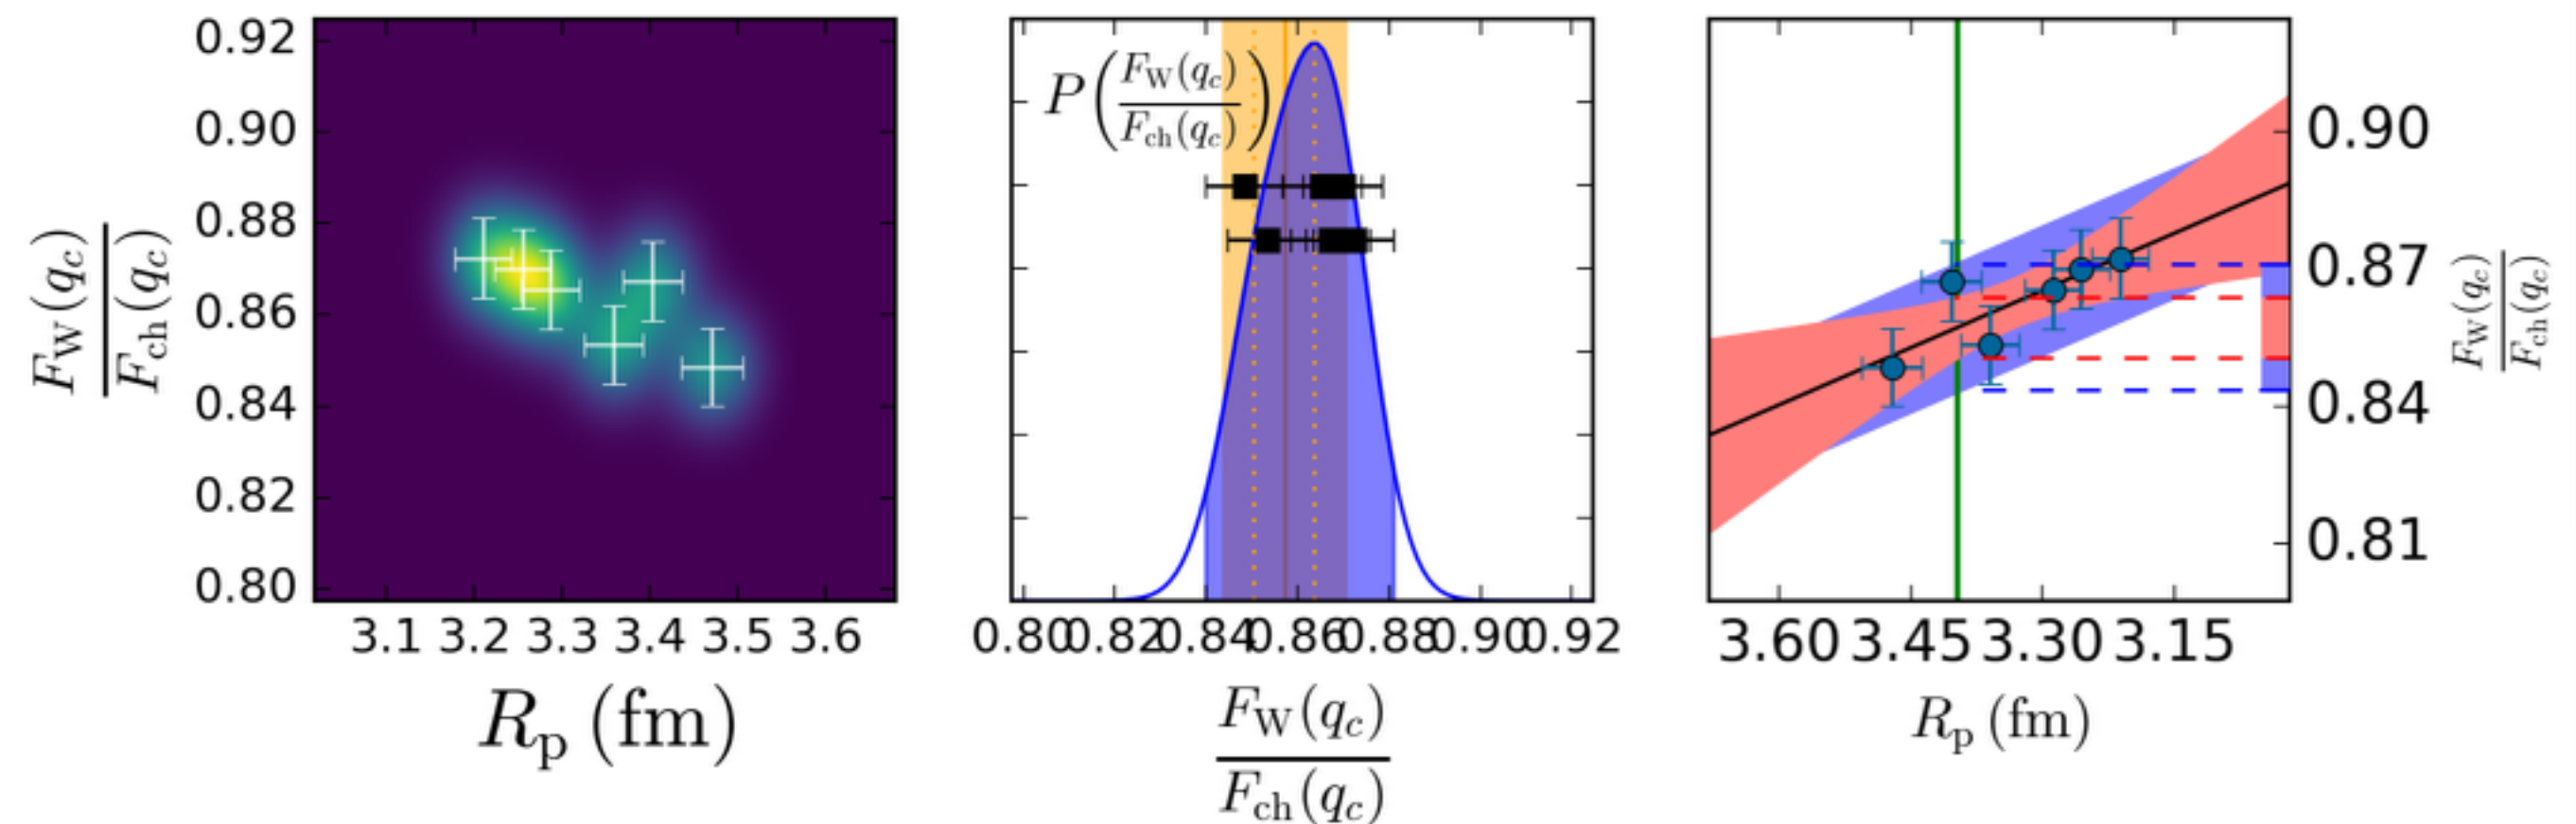 0.92
0.90
0.88
0.86
0.84
0.82
0.80
F_W(q_c)
F_ch(q_c)
3.1 3.2 3.3 3.4 3.5 3.6
R_p (fm)
P(F_W(q_c)/F_ch(q_c))
0.80 0.82 0.84 0.86 0.88 0.90 0.92
F_W(q_c)
F_ch(q_c)
0.90
0.87
0.84
0.81
F_W(q_c)
F_ch(q_c)
3.60 3.45 3.30 3.15
R_p (fm)